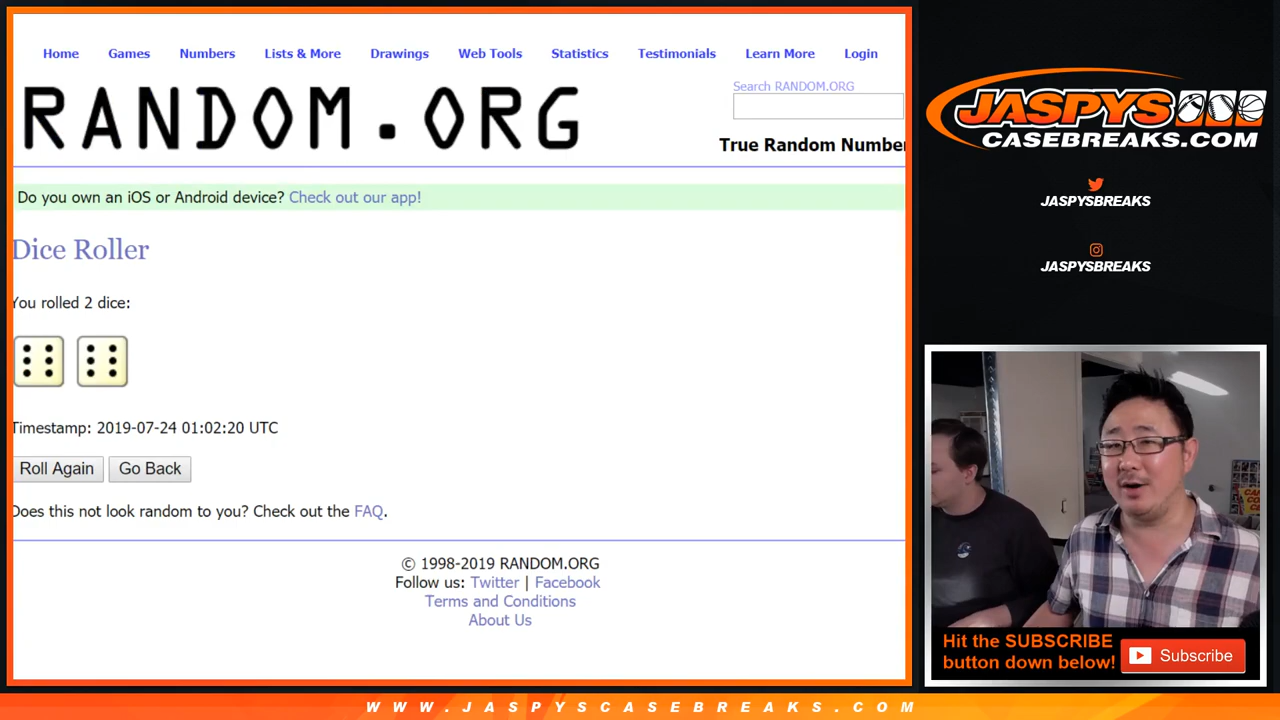 Home Games Numbers Lists & More Drawings Web Tools Statistics Testimonials Learn More Login
RANDOM.ORG
Search RANDOM.ORG
True Random Number
Do you own an iOS or Android device? Check out our app!
Dice Roller
You rolled 2 dice:
Timestamp: 2019-07-24 01:02:20 UTC
Roll Again Go Back
Does this not look random to you? Check out the FAQ.
© 1998-2019 RANDOM.ORG
Follow us: Twitter | Facebook
Terms and Conditions
About Us
JASPYS
CASEBREAKS.COM
JASPYSBREAKS
JASPYSBREAKS
Hit the SUBSCRIBE
button down below!
Subscribe
WWW.JASPYSCASEBREAKS.COM